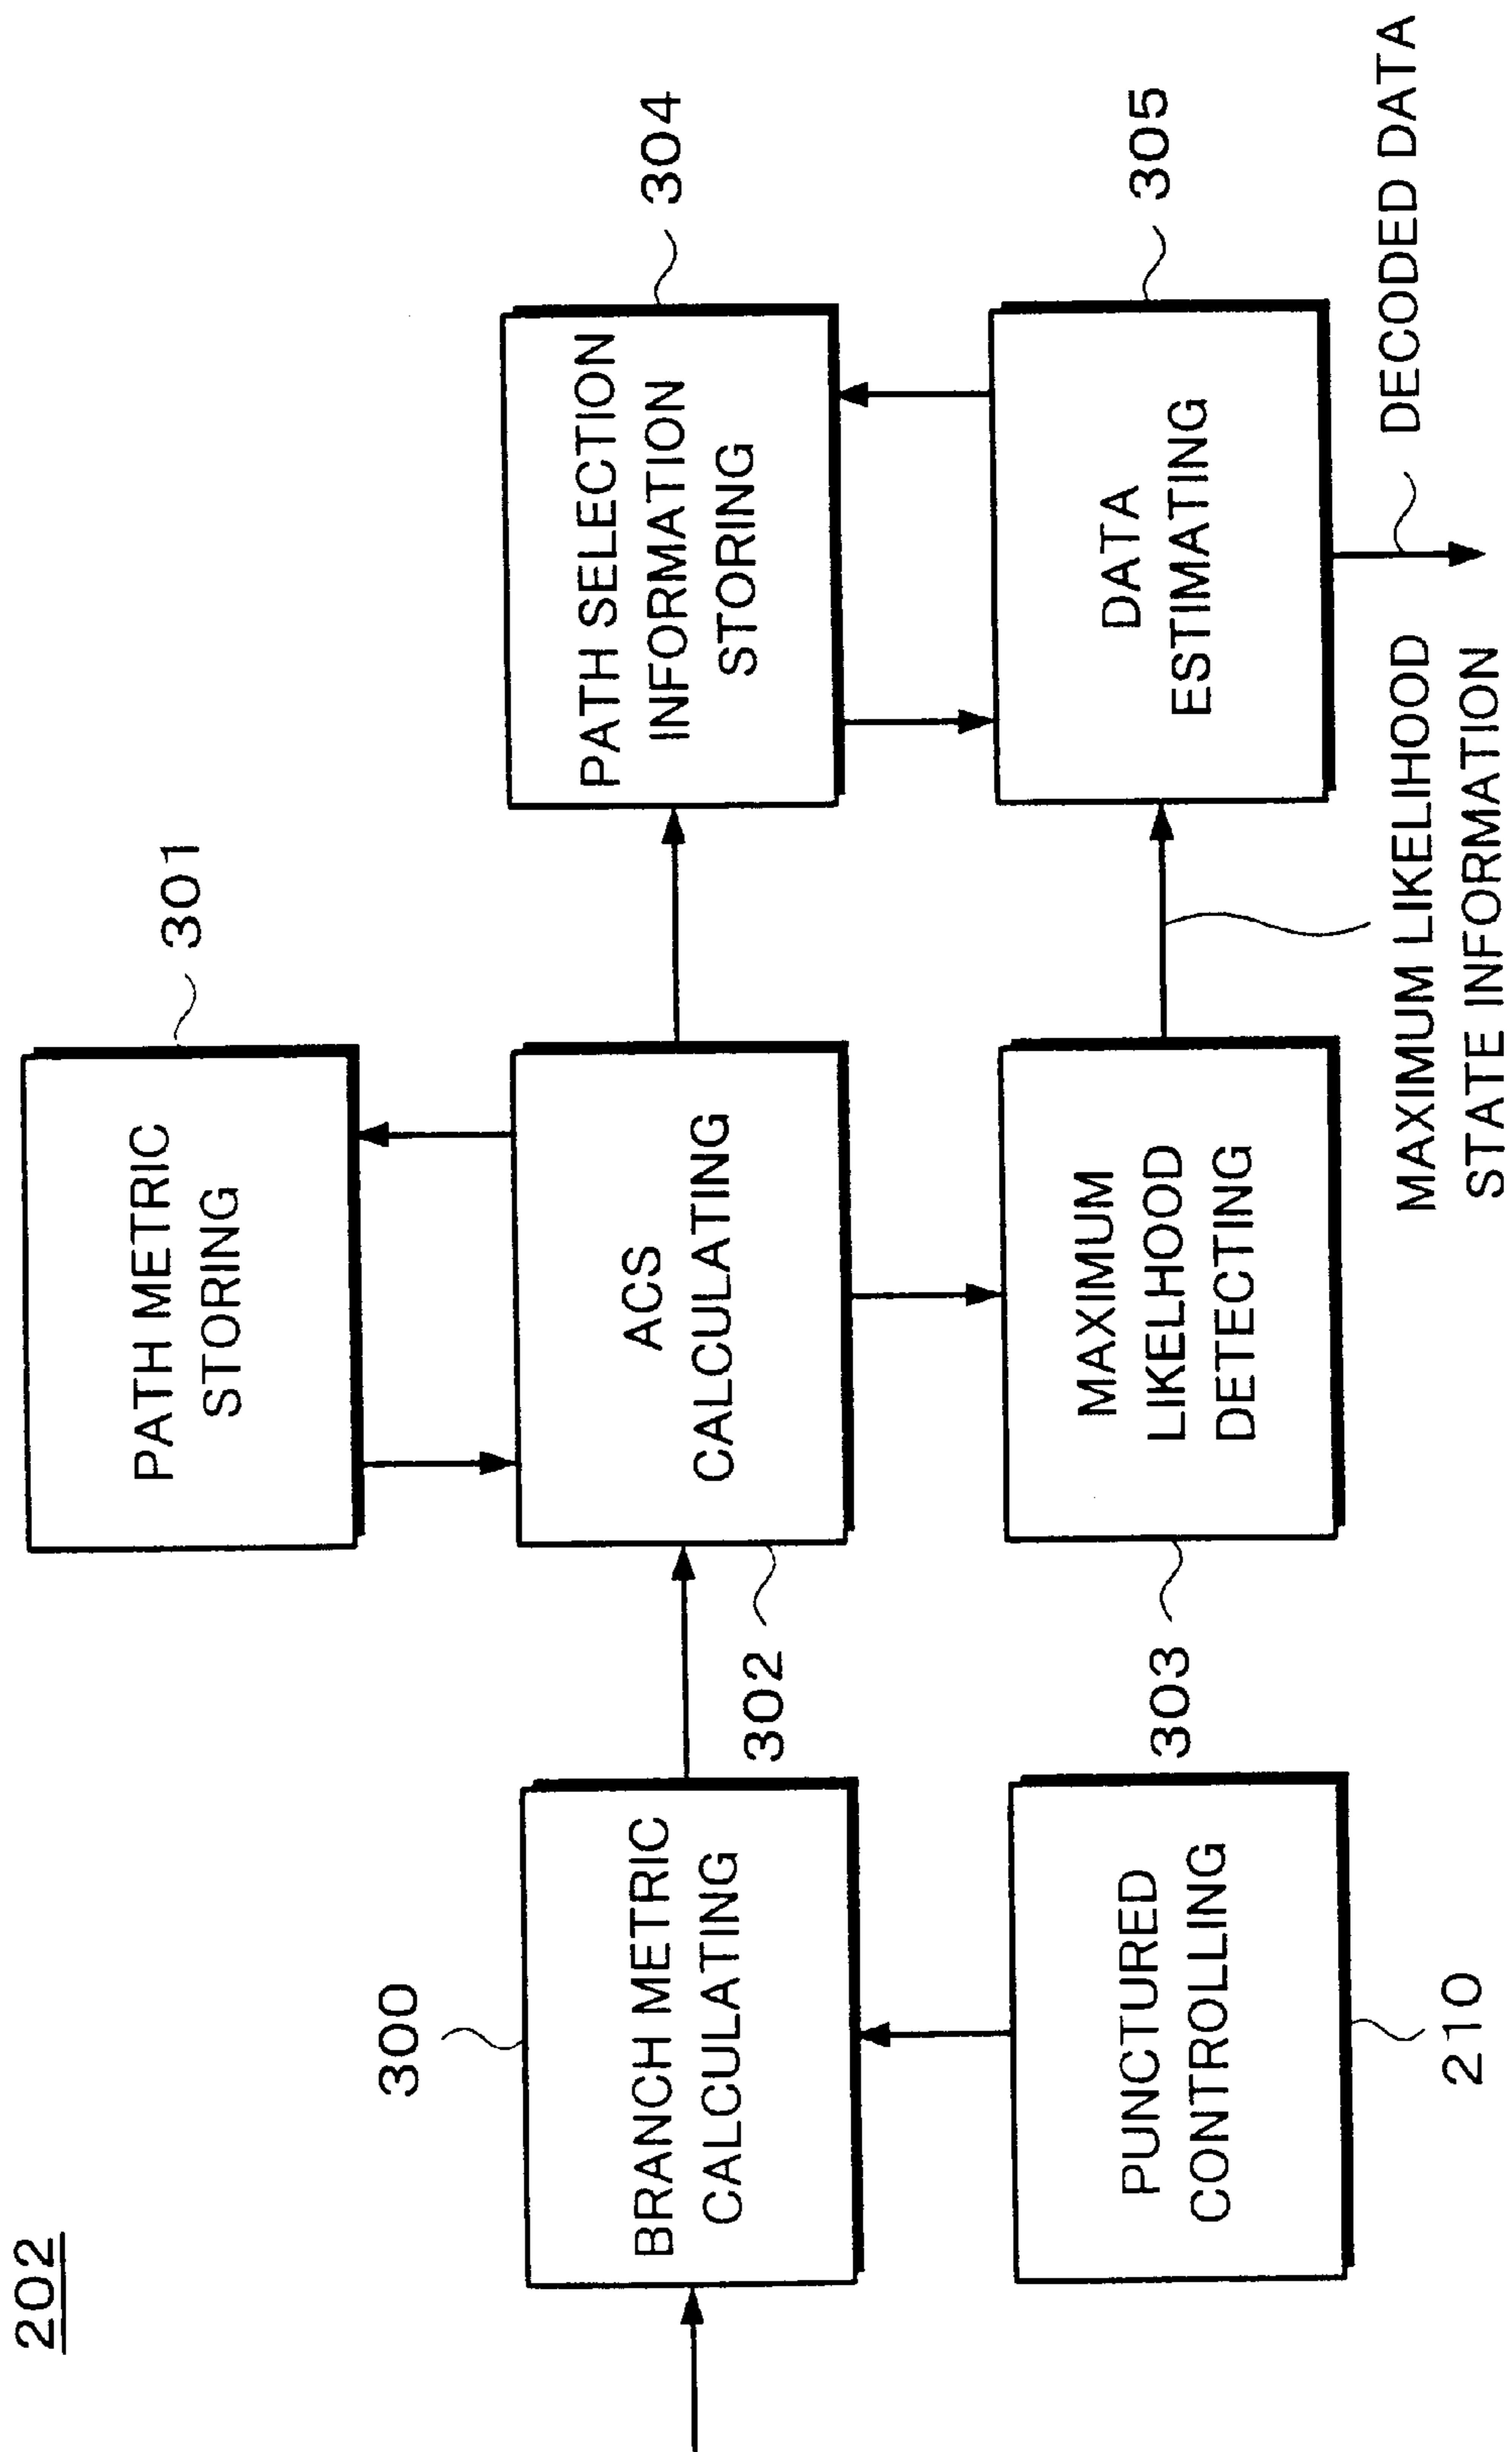 202
PATH METRIC
STORING
301
300
BRANCH METRIC
CALCULATING
302
ACS
CALCULATING
PATH SELECTION
INFORMATION
STORING
304
PUNCTURED
CONTROLLING
210
303
MAXIMUM
LIKELHOOD
DETECTING
DATA
ESTIMATING
305
MAXIMUM LIKELIHOOD
STATE INFORMATION
DECODED DATA